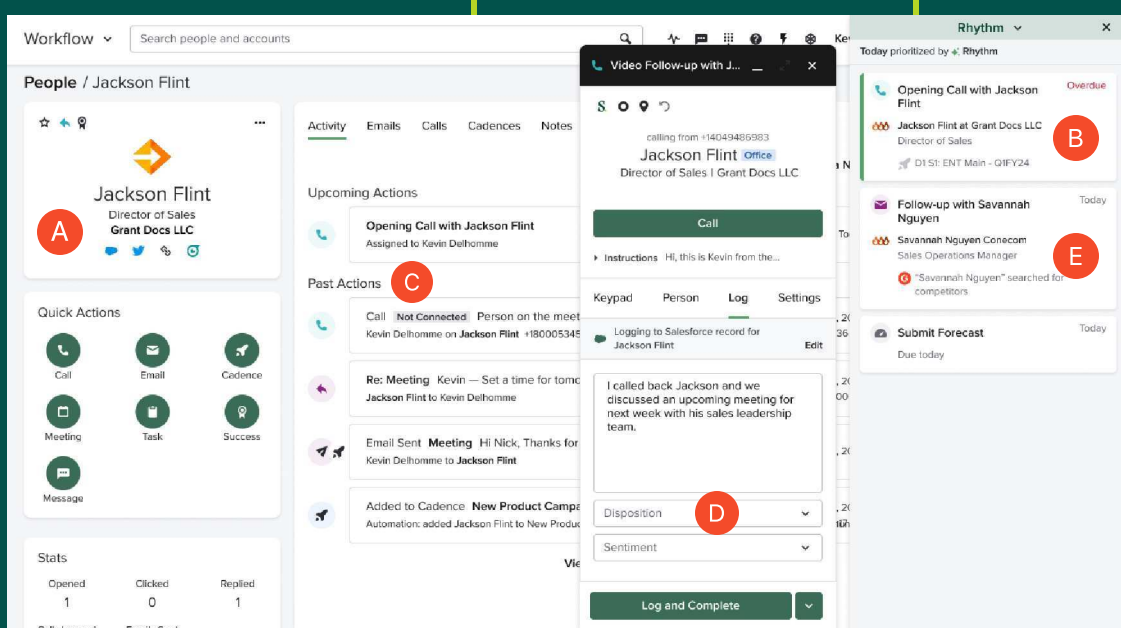 Workflow
Search people and accounts
People / Jackson Flint
Jackson Flint
Director of Sales
Grant Docs LLC
A
Quick Actions
Call
Email
Cadence
Meeting
Task
Success
Message
Stats
Opened
Clicked
Replied
1
0
1
Activity
Emails
Calls
Cadences
Notes
Upcoming Actions
Opening Call with Jackson Flint
Assigned to Kevin Delhomme
Past Actions
C
Call Not Connected Person on the meet
Kevin Delhomme on Jackson Flint +180005345
Re: Meeting Kevin — Set a time for tomo
Jackson Flint to Kevin Delhomme
Email Sent Meeting Hi Nick, Thanks for
Kevin Delhomme to Jackson Flint
Added to Cadence New Product Campa
Automation: added Jackson Flint to New Produc
Video Follow-up with J...
calling from +14049486983
Jackson Flint Office
Director of Sales | Grant Docs LLC
Call
Instructions Hi, this is Kevin from the...
Keypad
Person
Log
Settings
Logging to Salesforce record for
Jackson Flint
Edit
I called back Jackson and we
discussed an upcoming meeting for
next week with his sales leadership
team.
Disposition
D
Sentiment
Log and Complete
Rhythm
Today prioritized by Rhythm
Opening Call with Jackson
Flint
Overdue
Jackson Flint at Grant Docs LLC
Director of Sales
D1 S1: ENT Main - Q1FY24
B
Follow-up with Savannah
Nguyen
Today
Savannah Nguyen Conecom
Sales Operations Manager
"Savannah Nguyen" searched for
competitors
E
Submit Forecast
Today
Due today